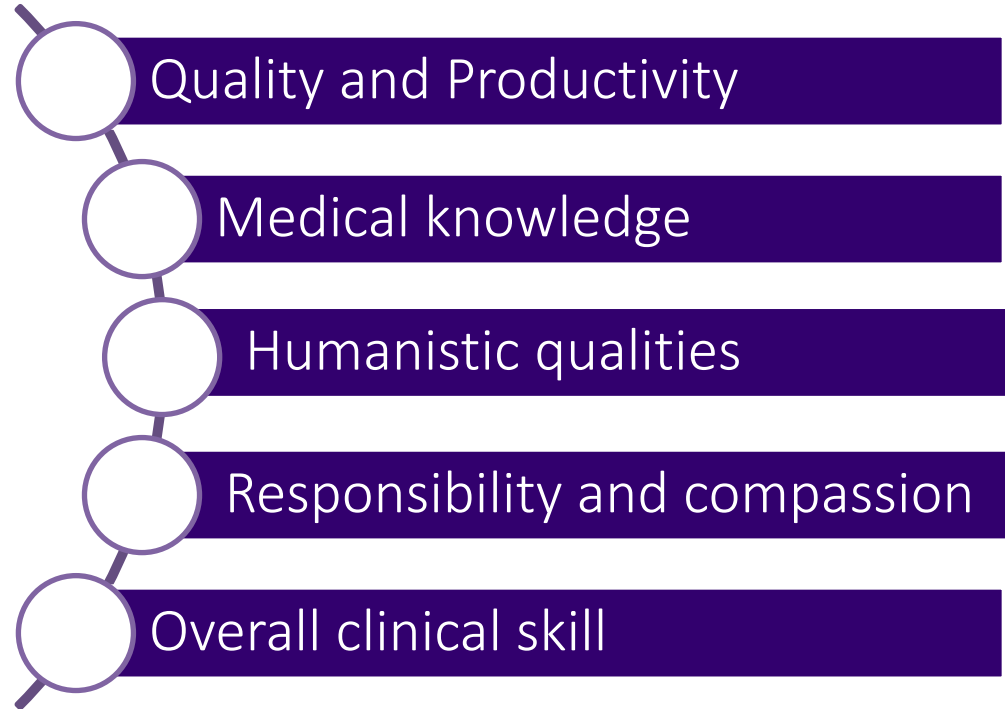 Quality and Productivity
Medical knowledge
Humanistic qualities
Responsibility and compassion
Overall clinical skill